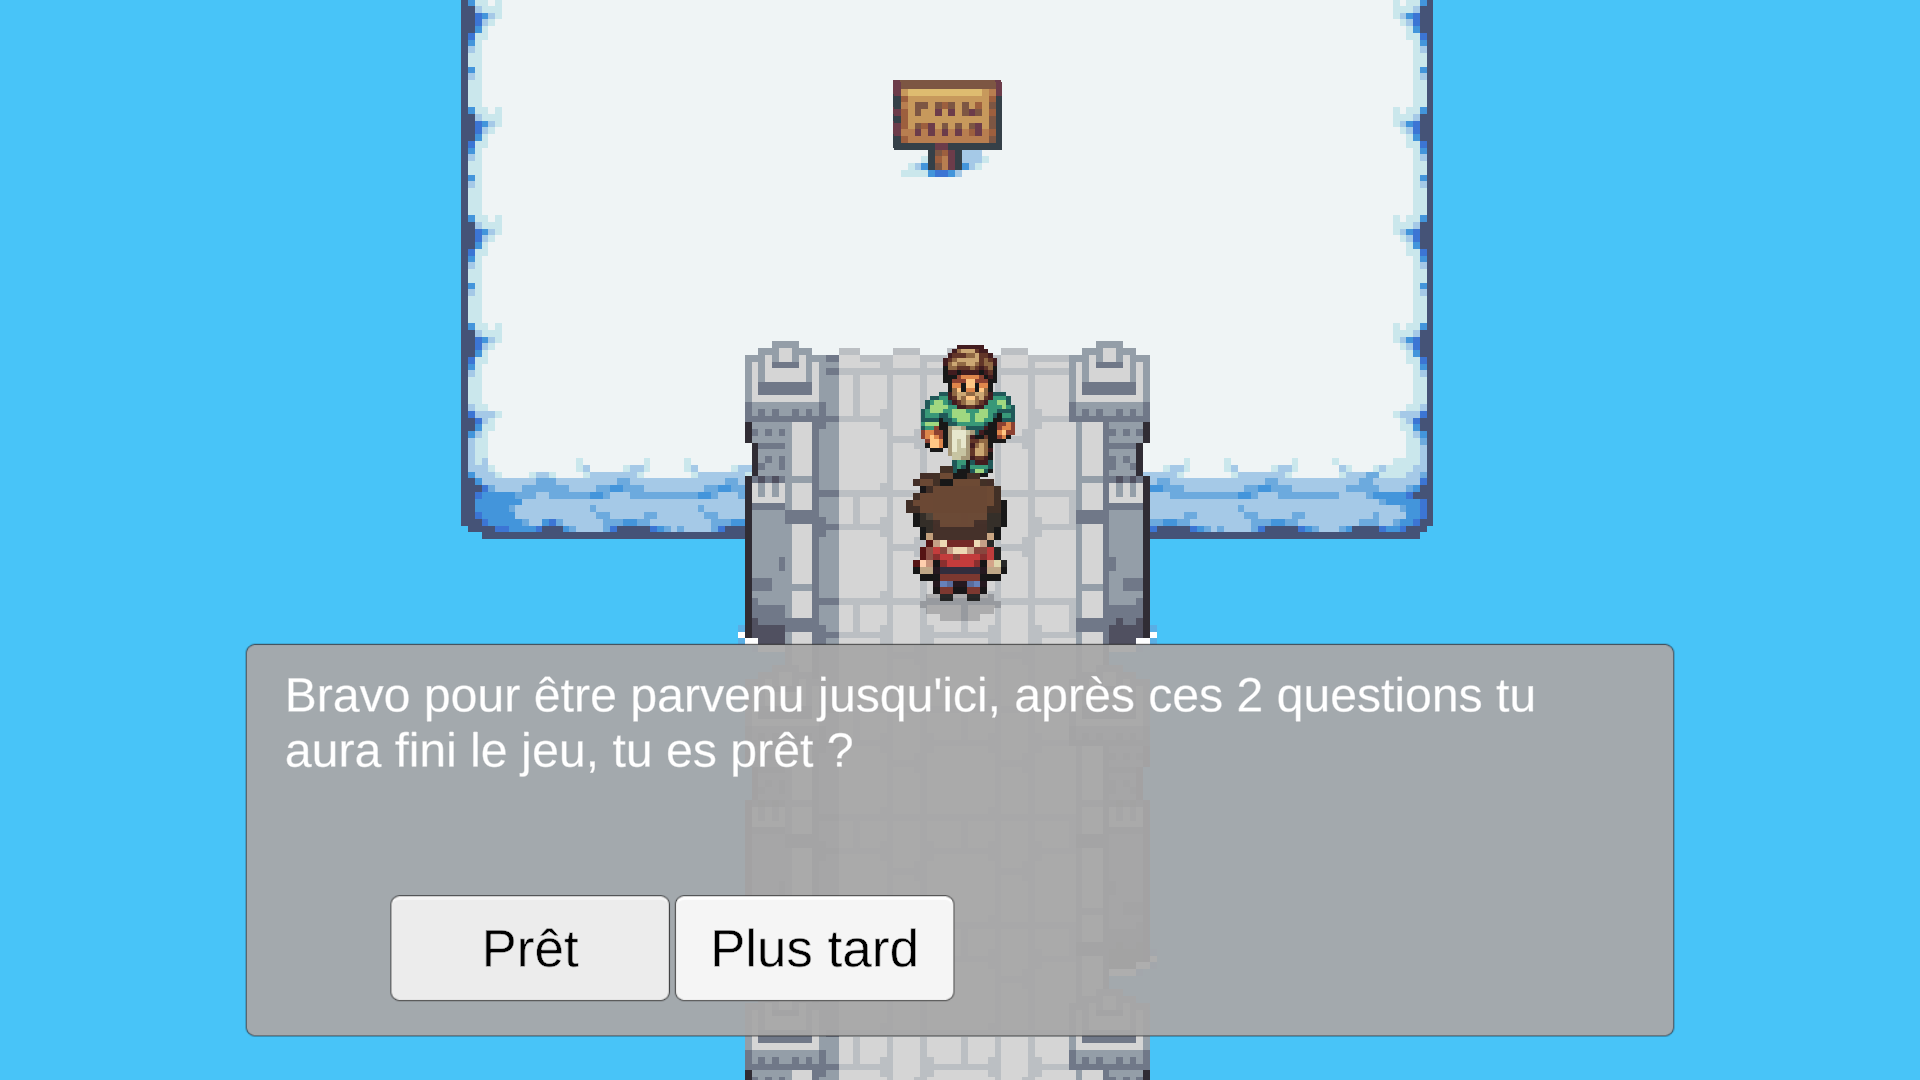 Bravo pour être parvenu jusqu'ici, après ces 2 questions tu
aura fini le jeu, tu es prêt ?
Prêt
Plus tard